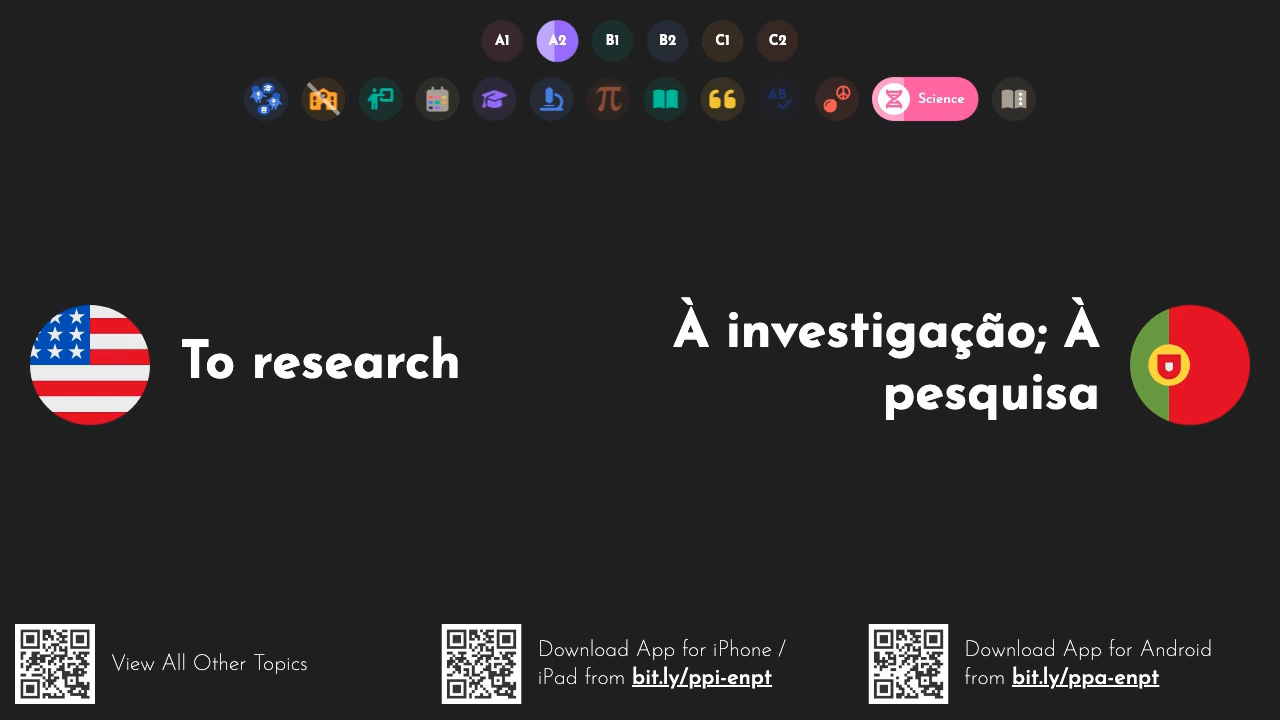 A1 A2 B1 B2 C1 C2
AB
Science
To research
À investigação; À
pesquisa
View All Other Topics
Download App for iPhone /
iPad from bit.ly/ppi-enpt
Download App for Android
from bit.ly/ppa-enpt